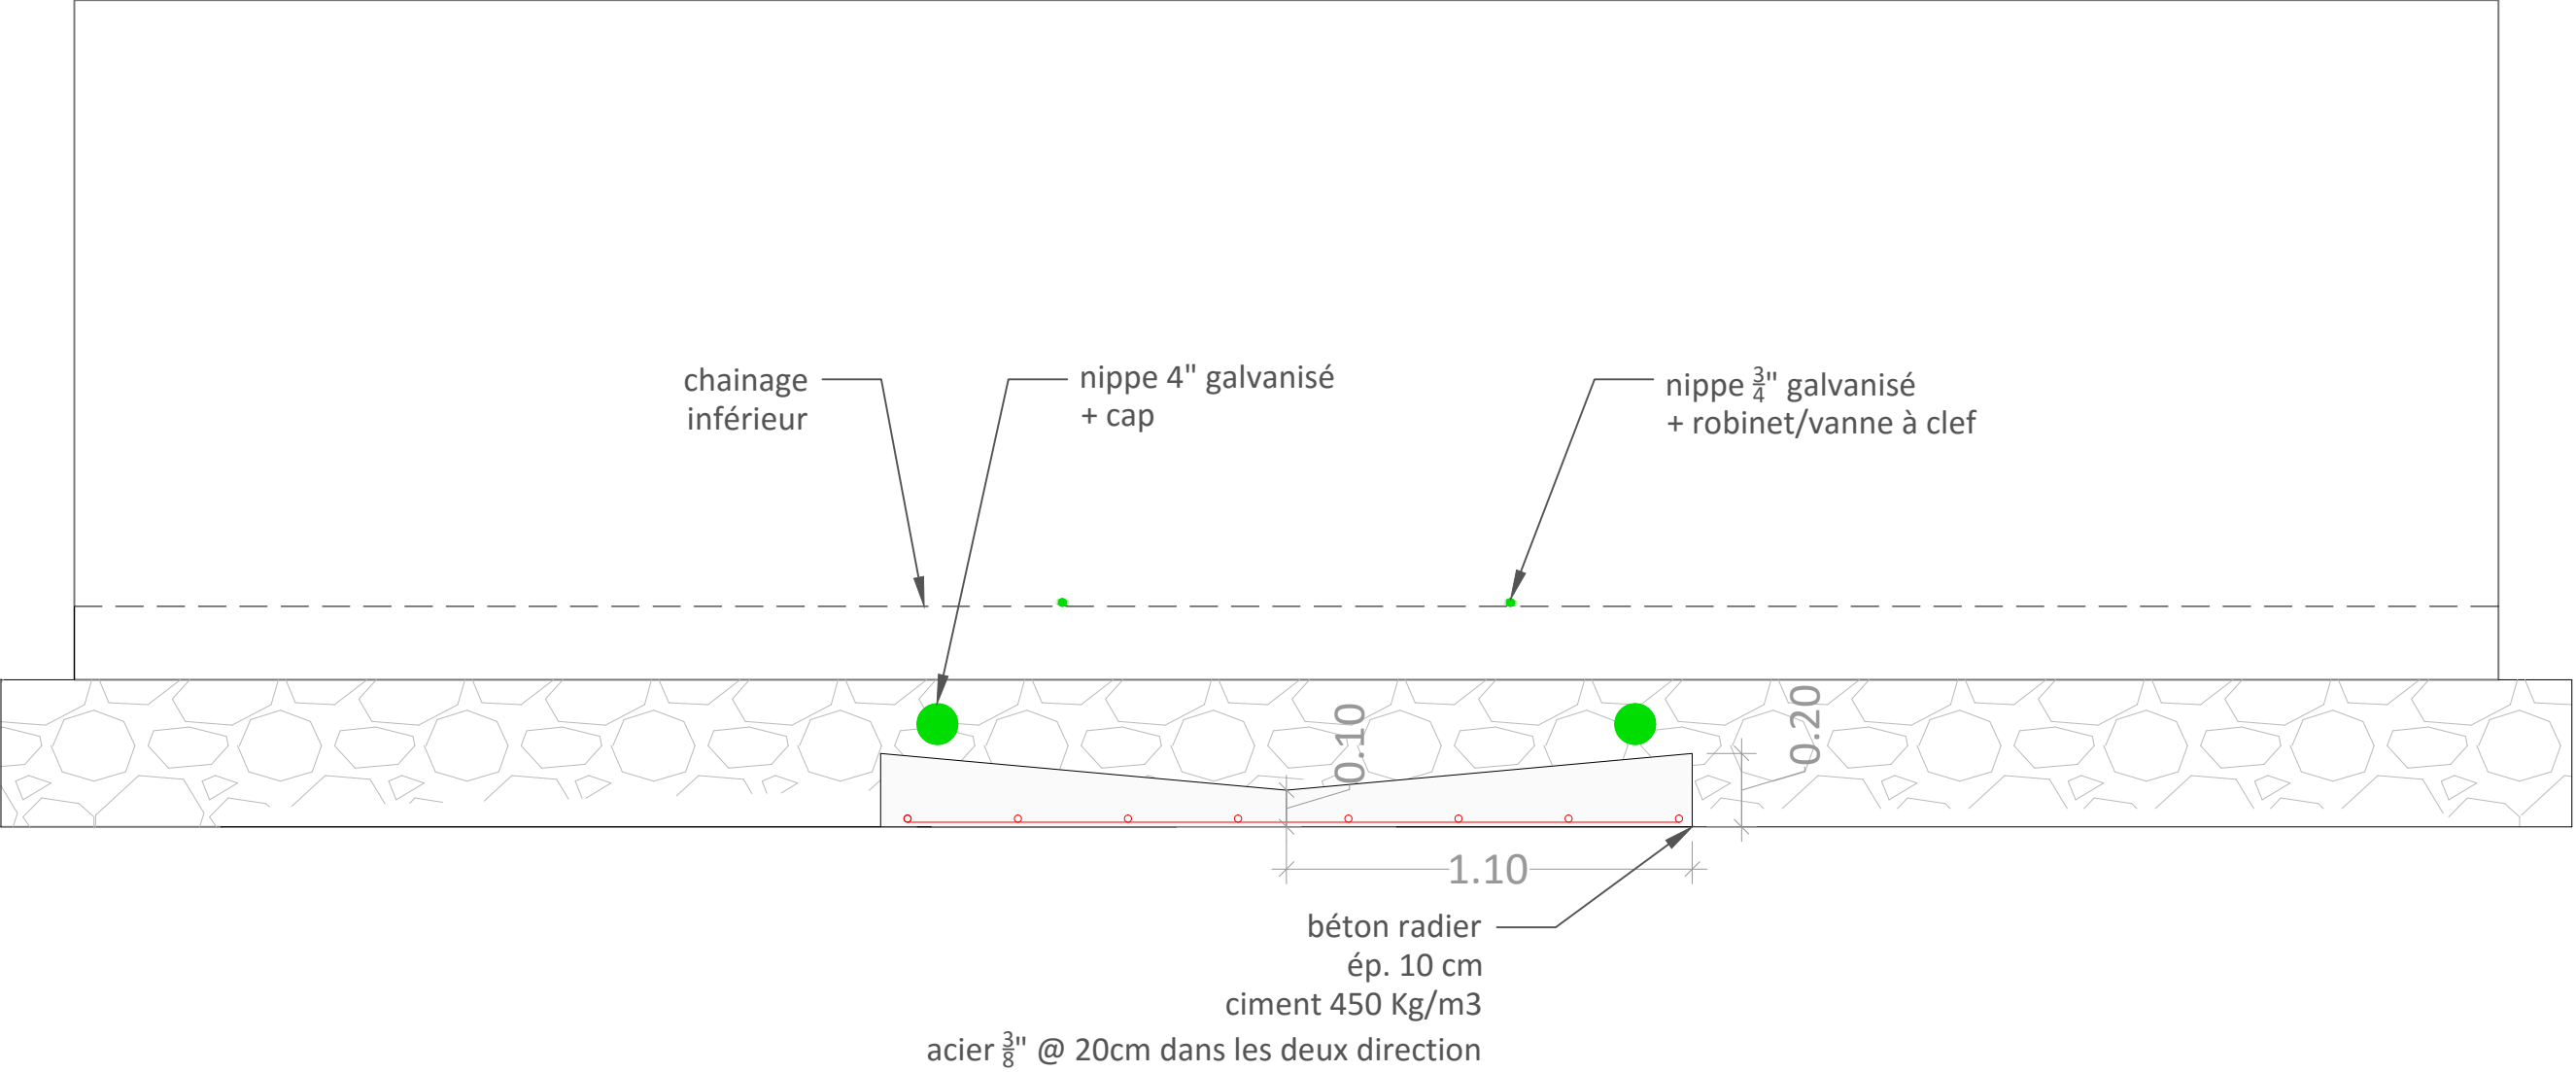 chainage
inférieur
nippe 4" galvanisé
+ cap
nippe 3/4" galvanisé
+ robinet/vanne à clef
0.10
0.20
1.10
béton radier
ép. 10 cm
ciment 450 Kg/m3
acier 3/8" @ 20cm dans les deux direction